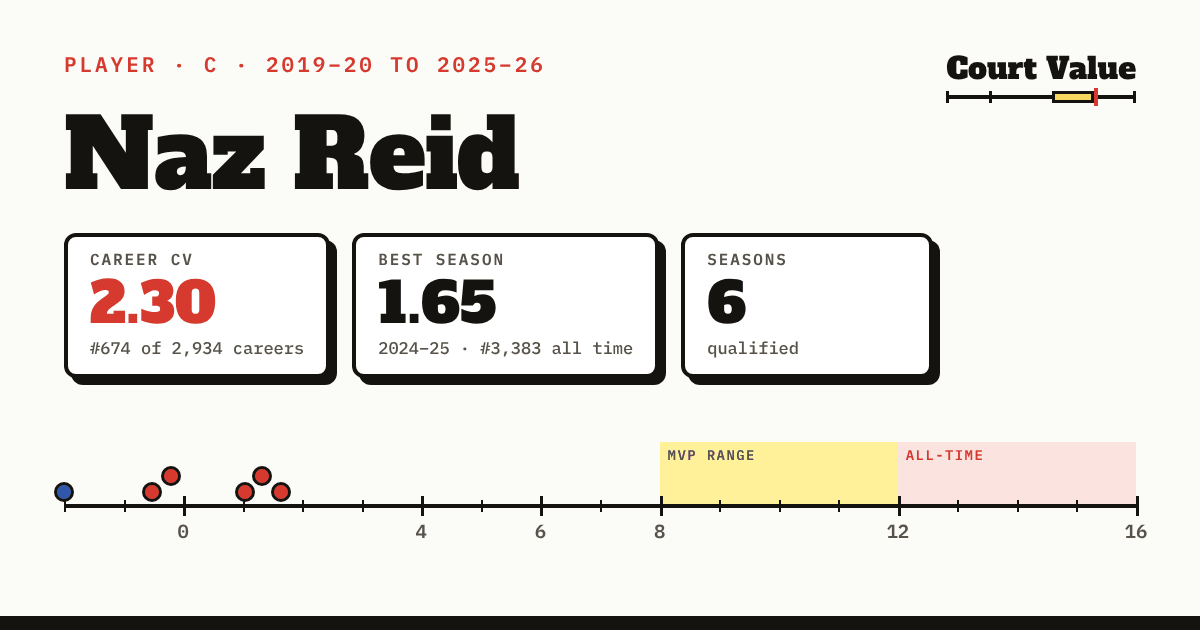 PLAYER · C · 2019–20 TO 2025–26
Court Value
Naz Reid
CAREER CV
2.30
#674 of 2,934 careers
BEST SEASON
1.65
2024–25 · #3,383 all time
SEASONS
6
qualified
MVP RANGE
ALL-TIME
0 4 6 8 12 16